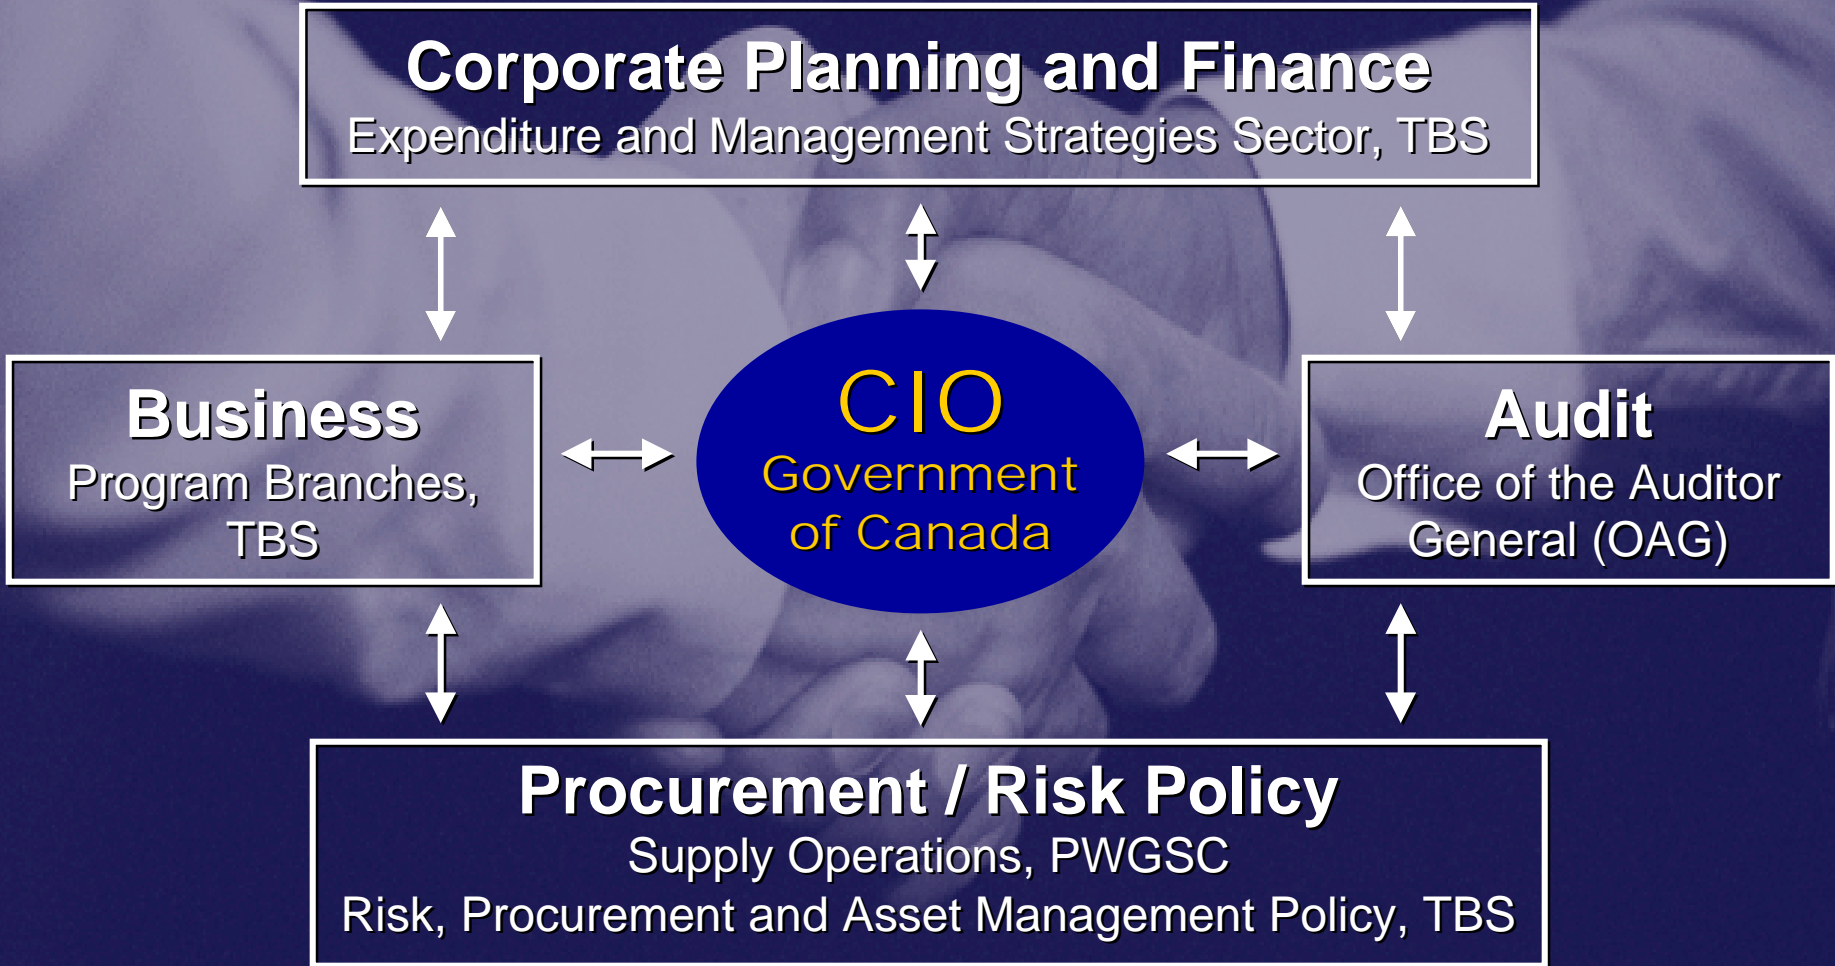 Corporate Planning and Finance
Expenditure and Management Strategies Sector, TBS
Business
Program Branches,
TBS
CIO
Government
of Canada
Audit
Office of the Auditor
General (OAG)
Procurement / Risk Policy
Supply Operations, PWGSC
Risk, Procurement and Asset Management Policy, TBS